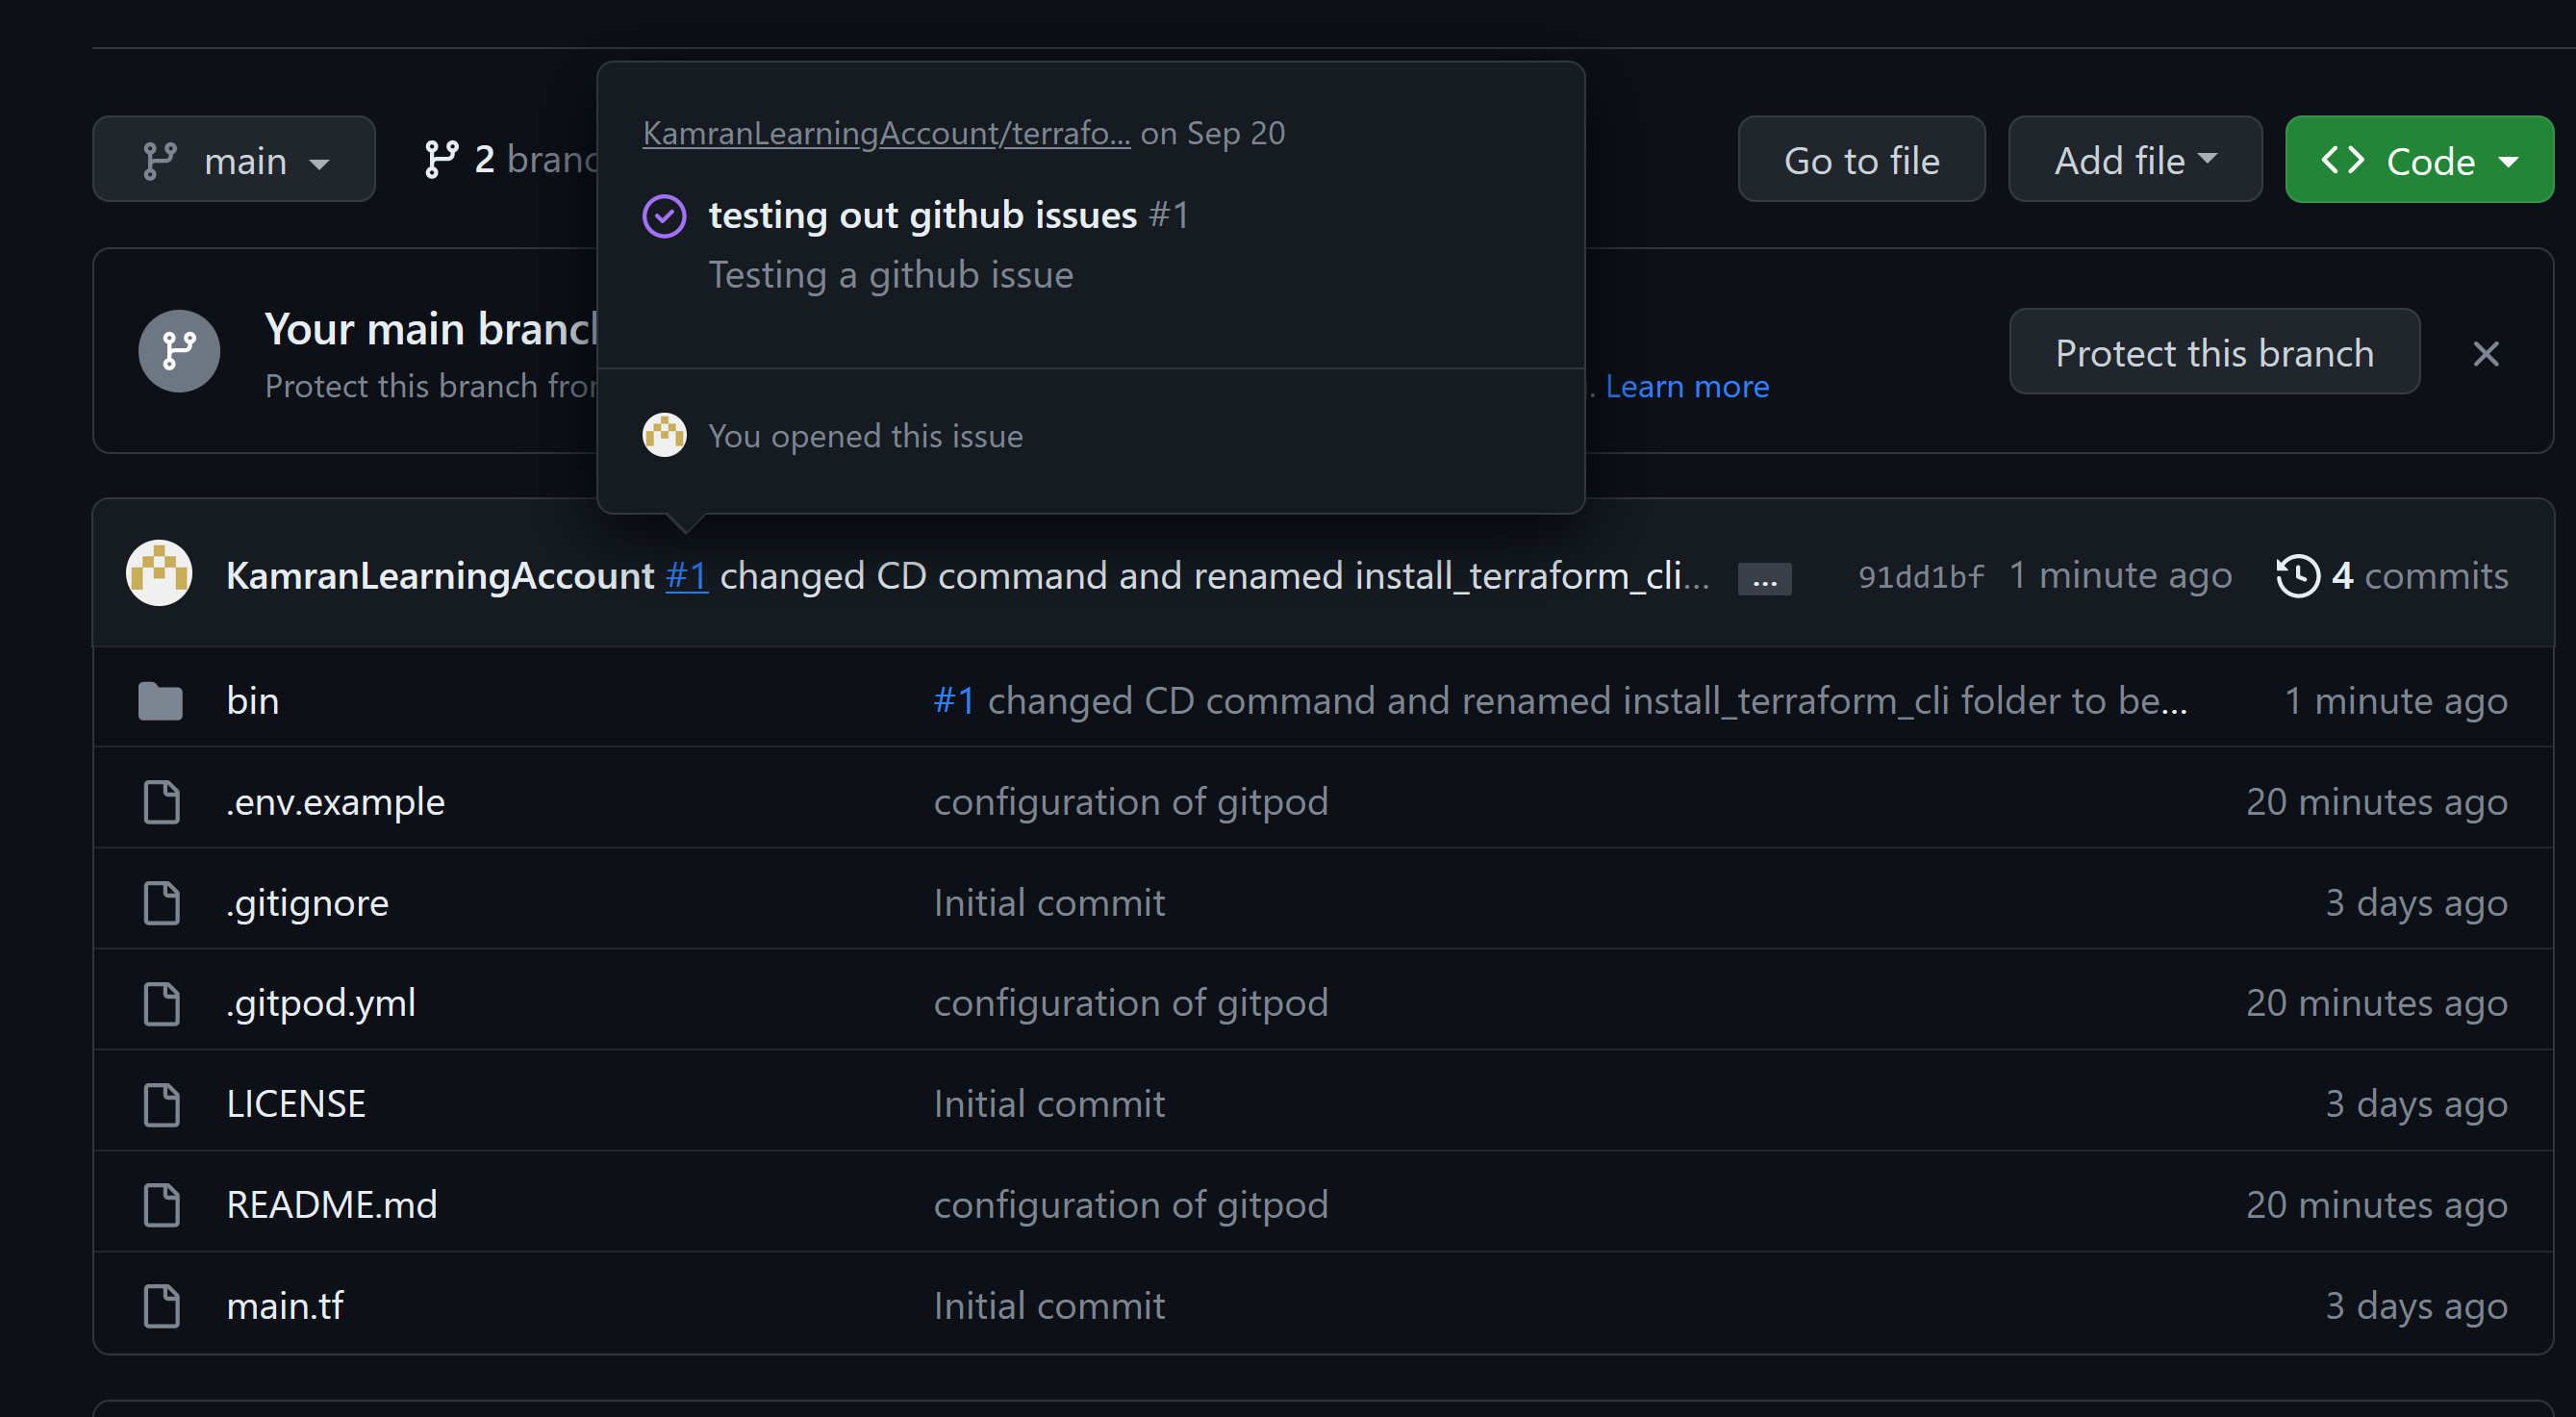 KamranLearningAccount/terrafo... on Sep 20
main 2 branc
Go to file Add file Code
testing out github issues #1
Testing a github issue
Your main branch
Protect this branch from
. Learn more
Protect this branch
You opened this issue
KamranLearningAccount #1 changed CD command and renamed install_terraform_cli... ... 91dd1bf 1 minute ago 4 commits
bin #1 changed CD command and renamed install_terraform_cli folder to be... 1 minute ago
.env.example configuration of gitpod 20 minutes ago
.gitignore Initial commit 3 days ago
.gitpod.yml configuration of gitpod 20 minutes ago
LICENSE Initial commit 3 days ago
README.md configuration of gitpod 20 minutes ago
main.tf Initial commit 3 days ago